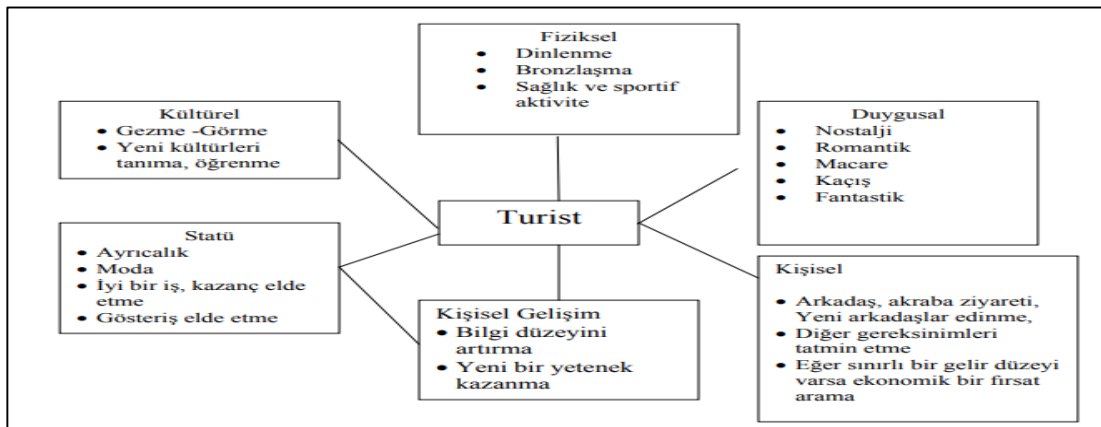 Fiziksel
• Dinlenme
• Bronzlaşma
• Sağlık ve sportif
aktivite
Kültürel
• Gezme -Görme
• Yeni kültürleri
tanıma, öğrenme
Duygusal
• Nostalji
• Romantik
• Macare
• Kaçış
• Fantastik
Turist
Statü
• Ayrıcalık
• Moda
• İyi bir iş, kazanç elde
etme
• Gösteriş elde etme
Kişisel Gelişim
• Bilgi düzeyini
artırma
• Yeni bir yetenek
kazanma
Kişisel
• Arkadaş, akraba ziyareti,
Yeni arkadaşlar edinme,
• Diğer gereksinimleri
tatmin etme
• Eğer sınırlı bir gelir düzeyi
varsa ekonomik bir fırsat
arama